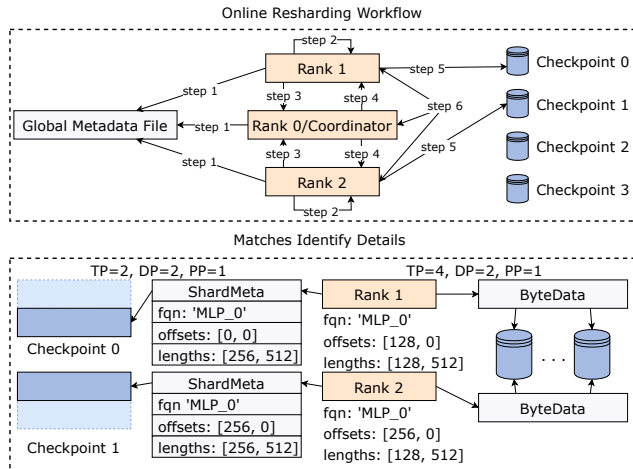 Online Resharding Workflow
step 2
Rank 1
step 5
Checkpoint 0
step 1
step 3
step 4
step 6
Checkpoint 1
Global Metadata File
step 1
Rank 0/Coordinator
step 1
step 3
step 4
step 5
Checkpoint 2
Rank 2
Checkpoint 3
step 2
Matches Identify Details
TP=2, DP=2, PP=1
TP=4, DP=2, PP=1
ShardMeta
Rank 1
ByteData
fqn: 'MLP_0'
fqn: 'MLP_0'
offsets: [0, 0]
offsets: [128, 0]
Checkpoint 0
lengths: [256, 512]
lengths: [128, 512]
. . .
ShardMeta
Rank 2
fqn 'MLP_0'
fqn: 'MLP_0'
ByteData
offsets: [256, 0]
offsets: [256, 0]
Checkpoint 1
lengths: [256, 512]
lengths: [128, 512]